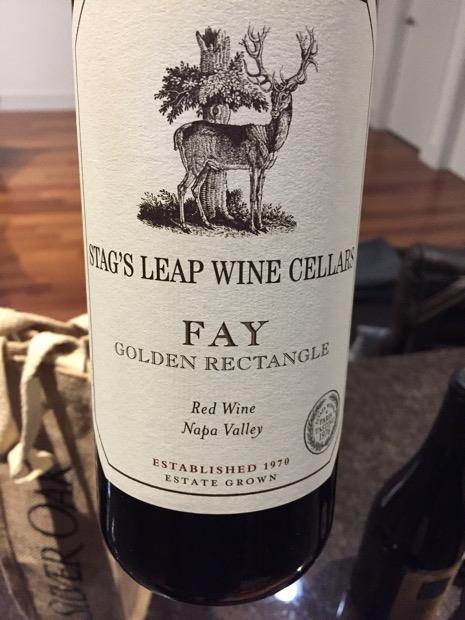 STAG'S LEAP WINE CELLARS
FAY
GOLDEN RECTANGLE
Red Wine
Napa Valley
ESTABLISHED 1970
ESTATE GROWN
SILVER OAK